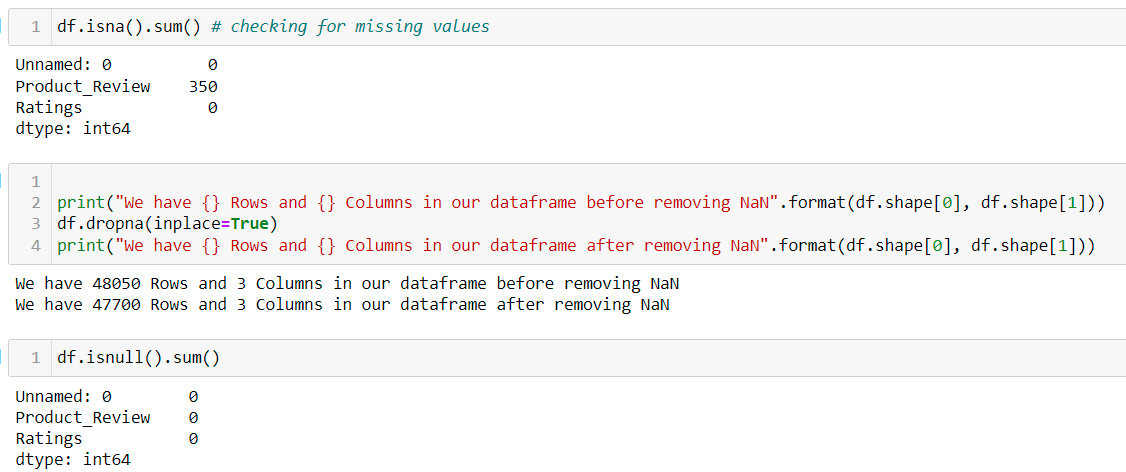 1 df.isna().sum() # checking for missing values
Unnamed: 0 0
Product_Review 350
Ratings 0
dtype: int64
1
2 print("We have {} Rows and {} Columns in our dataframe before removing NaN".format(df.shape[0], df.shape[1]))
3 df.dropna(inplace=True)
4 print("We have {} Rows and {} Columns in our dataframe after removing NaN".format(df.shape[0], df.shape[1]))
We have 48050 Rows and 3 Columns in our dataframe before removing NaN
We have 47700 Rows and 3 Columns in our dataframe after removing NaN
1 df.isnull().sum()
Unnamed: 0 0
Product_Review 0
Ratings 0
dtype: int64